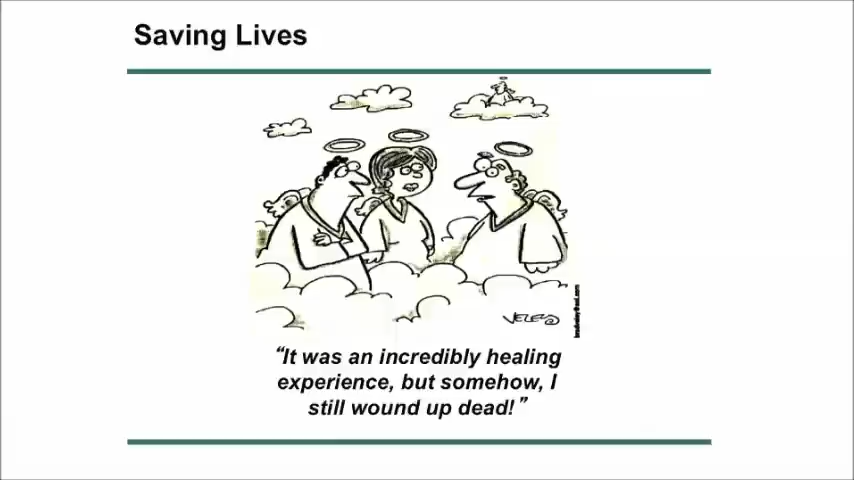 Saving Lives
“It was an incredibly healing
experience, but somehow, I
still wound up dead!”